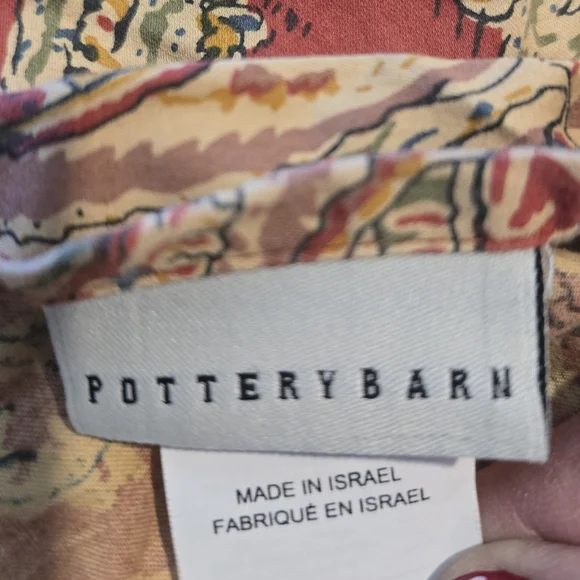 POTTERYBARN
MADE IN ISRAEL
FABRIQUÉ EN ISRAEL